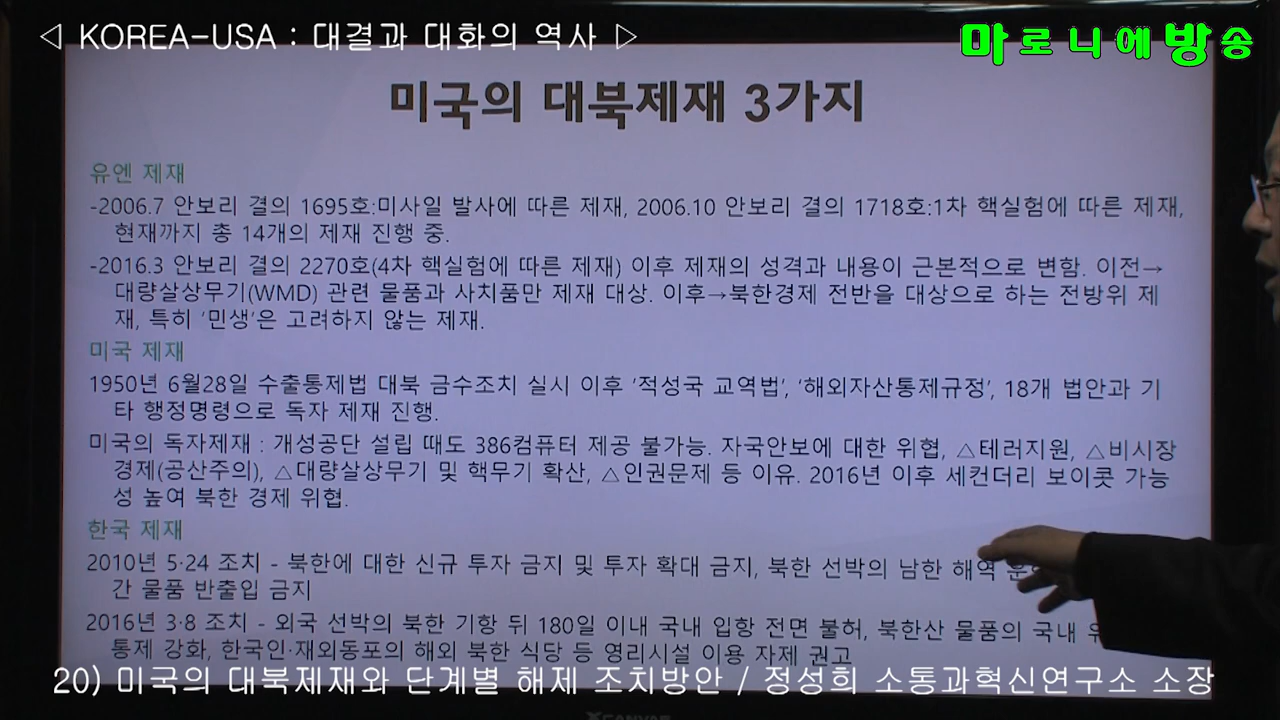 ◁ KOREA-USA : 대결과 대화의 역사 ▷
마로니에방송
미국의 대북제재 3가지
유엔 제재
-2006.7 안보리 결의 1695호:미사일 발사에 따른 제재, 2006.10 안보리 결의 1718호:1차 핵실험에 따른 제재,
현재까지 총 14개의 제재 진행 중.
-2016.3 안보리 결의 2270호(4차 핵실험에 따른 제재) 이후 제재의 성격과 내용이 근본적으로 변함. 이전→
대량살상무기(WMD) 관련 물품과 사치품만 제재 대상. 이후→북한경제 전반을 대상으로 하는 전방위 제
재, 특히 '민생'은 고려하지 않는 제재.
미국 제재
1950년 6월28일 수출통제법 대북 금수조치 실시 이후 '적성국 교역법', '해외자산통제규정', 18개 법안과 기
타 행정명령으로 독자 제재 진행.
미국의 독자제재 : 개성공단 설립 때도 386컴퓨터 제공 불가능. 자국안보에 대한 위협, △테러지원, △비시장
경제(공산주의), △대량살상무기 및 핵무기 확산, △인권문제 등 이유. 2016년 이후 세컨더리 보이콧 가능
성 높여 북한 경제 위협.
한국 제재
2010년 5·24 조치 - 북한에 대한 신규 투자 금지 및 투자 확대 금지, 북한 선박의 남한 해역
간 물품 반출입 금지
2016년 3·8 조치 - 외국 선박의 북한 기항 뒤 180일 이내 국내 입항 전면 불허, 북한산 물품의 국내
통제 강화, 한국인·재외동포의 해외 북한 식당 등 영리시설 이용 자제 권고
20) 미국의 대북제재와 단계별 해제 조치방안 / 정성희 소통과혁신연구소 소장